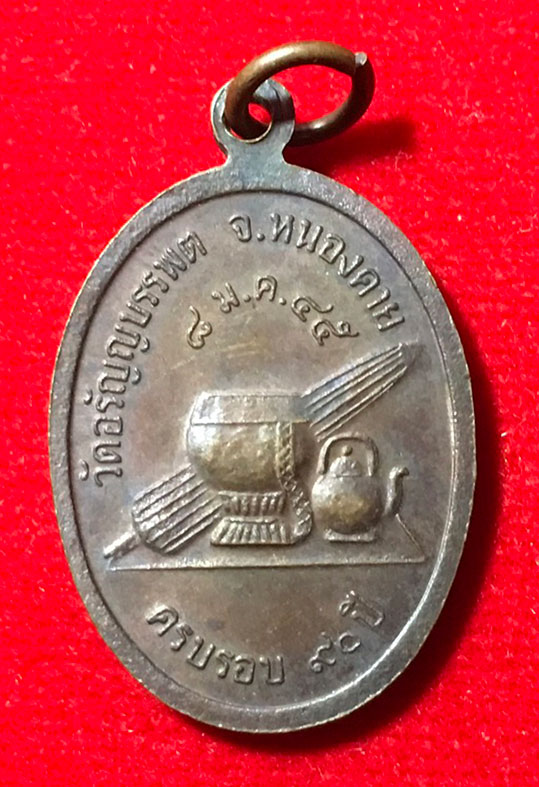 วัดอรัญญบรรพต จ.หนองคาย
๘ ม.ค.๔๕
ครบรอบ ๙๐ ปี